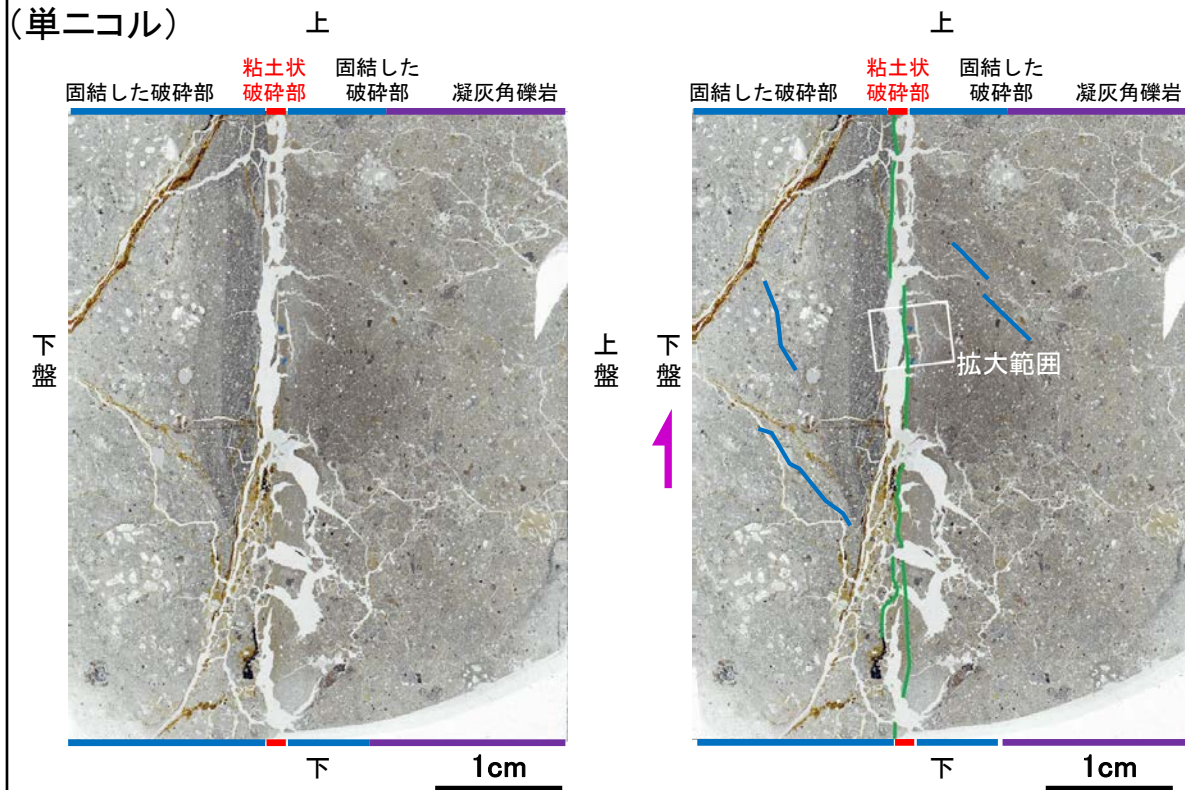 (単ニコル)
上
粘土状
破砕部
固結した
破砕部
固結した破砕部
凝灰角礫岩
下
盤
上
盤
下
1cm
上
粘土状
破砕部
固結した
破砕部
固結した破砕部
凝灰角礫岩
下
盤
拡大範囲
下
1cm